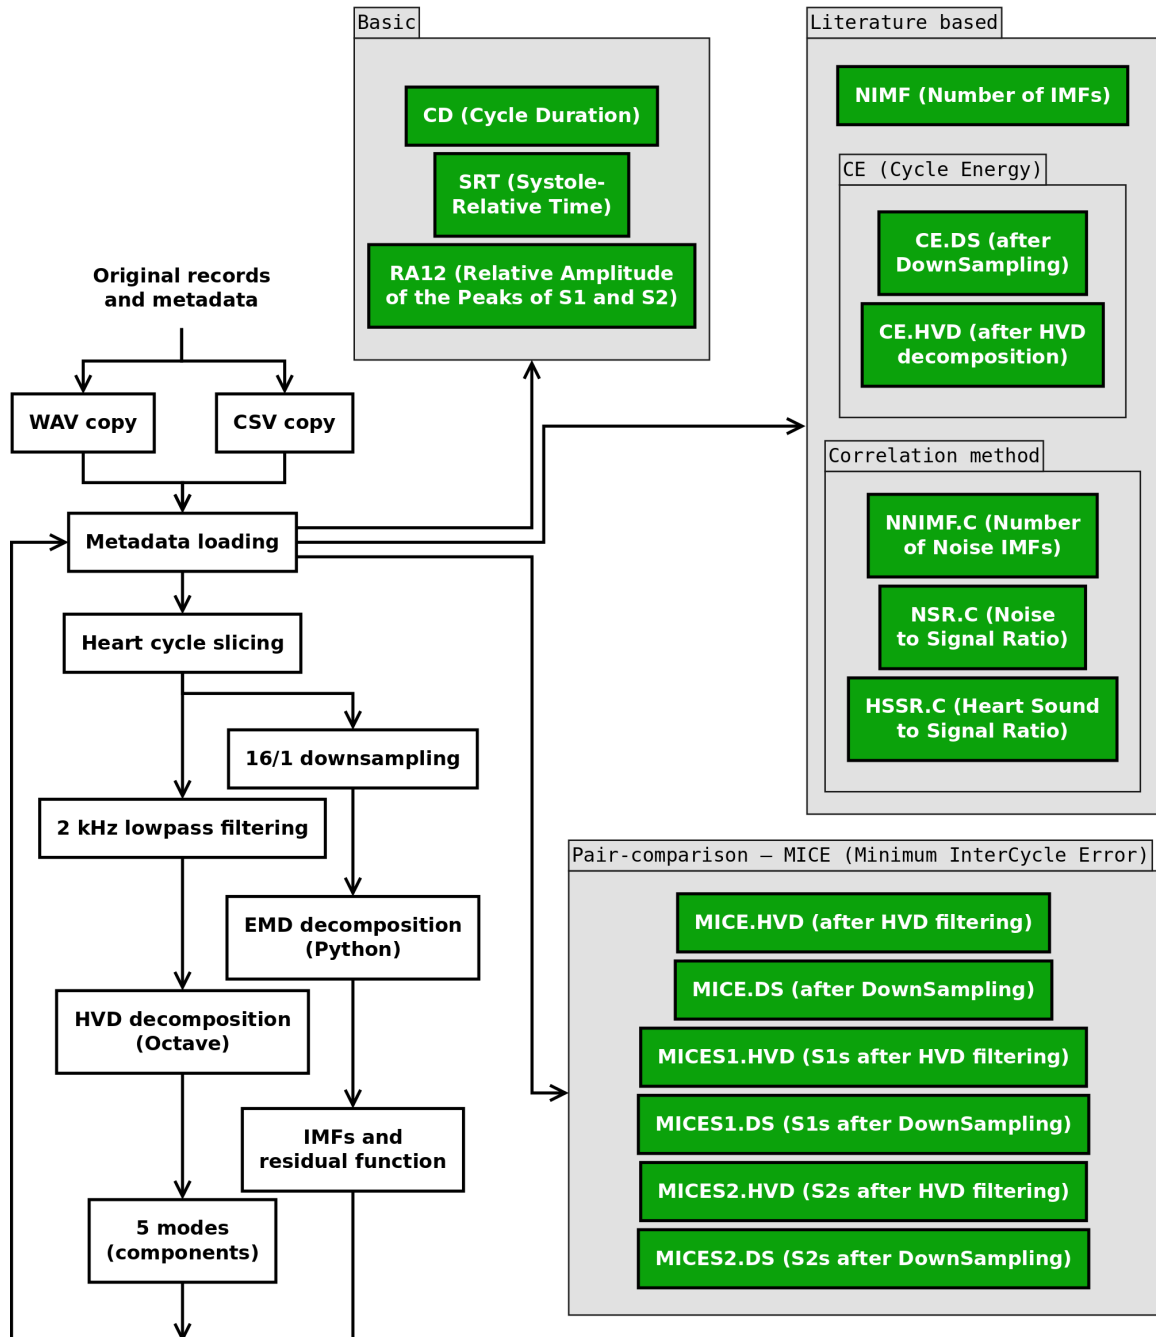 Basic
CD (Cycle Duration)
SRT (Systole-
Relative Time)
RA12 (Relative Amplitude
of the Peaks of S1 and S2)
Literature based
NIMF (Number of IMFs)
CE (Cycle Energy)
CE.DS (after
DownSampling)
CE.HVD (after HVD
decomposition)
Correlation method
NNIMF.C (Number
of Noise IMFs)
NSR.C (Noise
to Signal Ratio)
HSSR.C (Heart Sound
to Signal Ratio)
Original records
and metadata
WAV copy
CSV copy
Metadata loading
Heart cycle slicing
16/1 downsampling
2 kHz lowpass filtering
EMD decomposition
(Python)
HVD decomposition
(Octave)
IMFs and
residual function
5 modes
(components)
Pair-comparison — MICE (Minimum InterCycle Error)
MICE.HVD (after HVD filtering)
MICE.DS (after DownSampling)
MICES1.HVD (S1s after HVD filtering)
MICES1.DS (S1s after DownSampling)
MICES2.HVD (S2s after HVD filtering)
MICES2.DS (S2s after DownSampling)